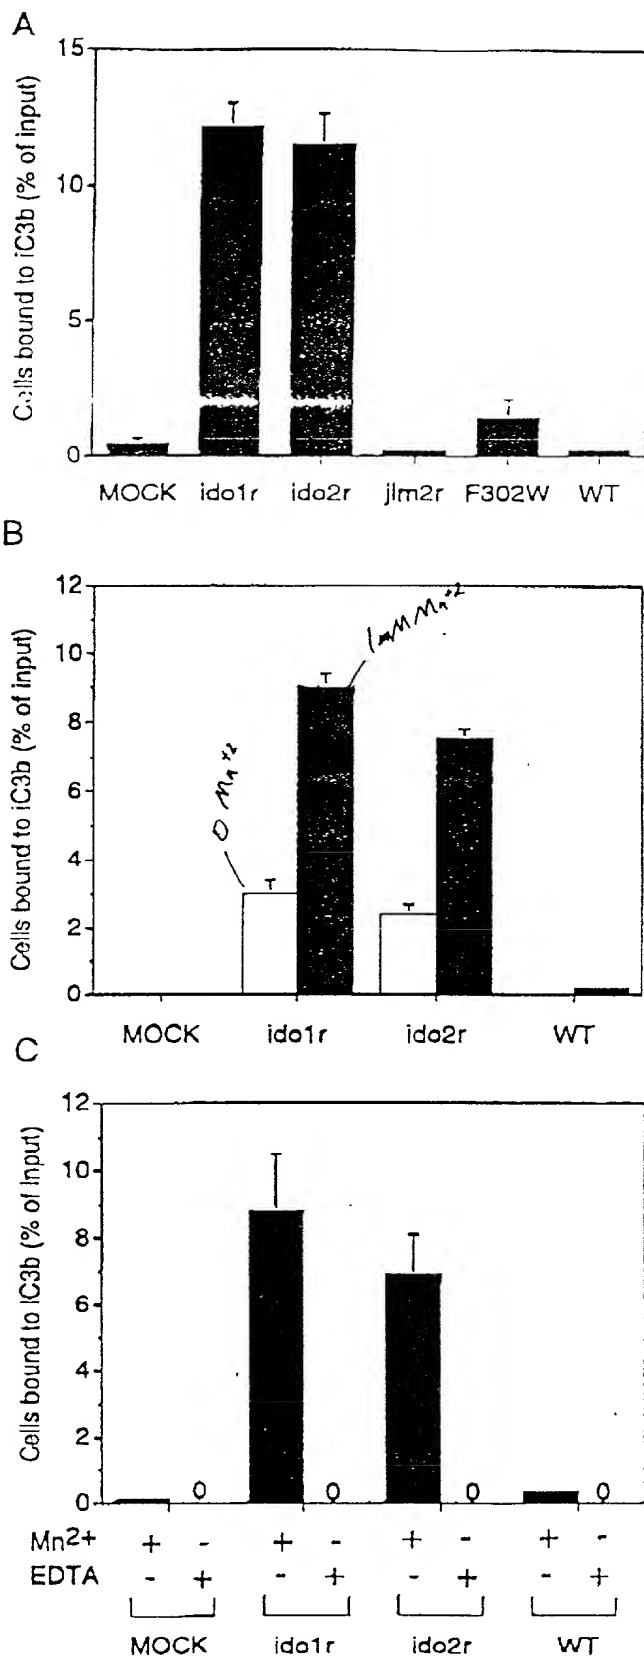 A
Cells bound to iC3b (% of input)
15
10
5
0
MOCK ido1r ido2r jlm2r F302W WT
B
Cells bound to iC3b (% of input)
12
10
8
6
4
2
0
0 Mn+2
1mM Mn+2
MOCK ido1r ido2r WT
C
Cells bound to iC3b (% of Input)
12
10
8
6
4
2
0
0 0 0 0
Mn2+ + - + - + - + -
EDTA - + - + - + - +
MOCK ido1r ido2r WT